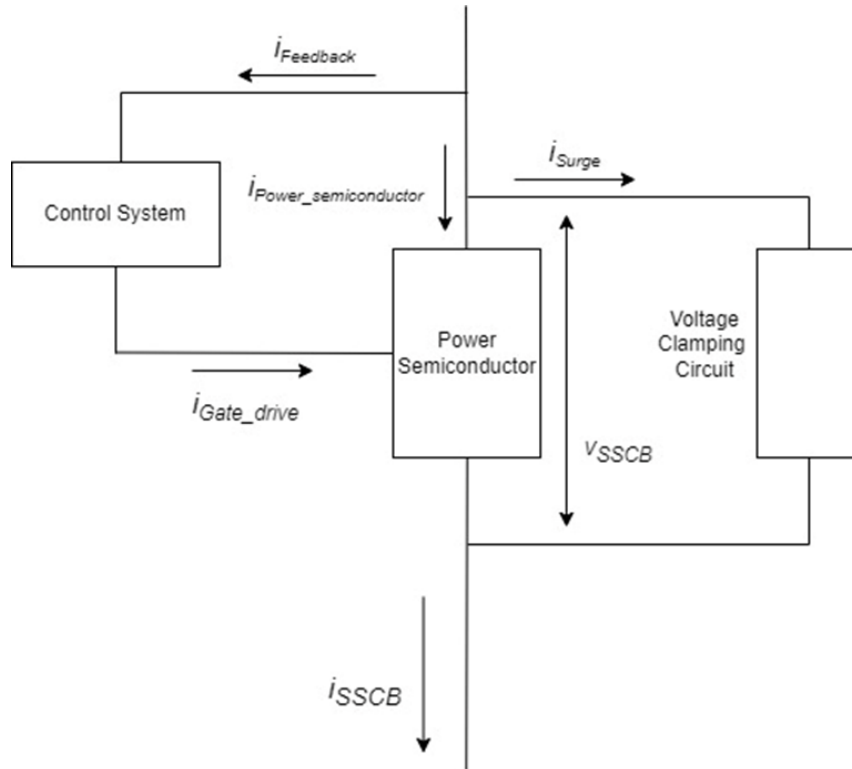 iFeedback
iSurge
iPower_semiconductor
Control System
Power
Semiconductor
Voltage
Clamping
Circuit
iGate_drive
vSSCB
iSSCB